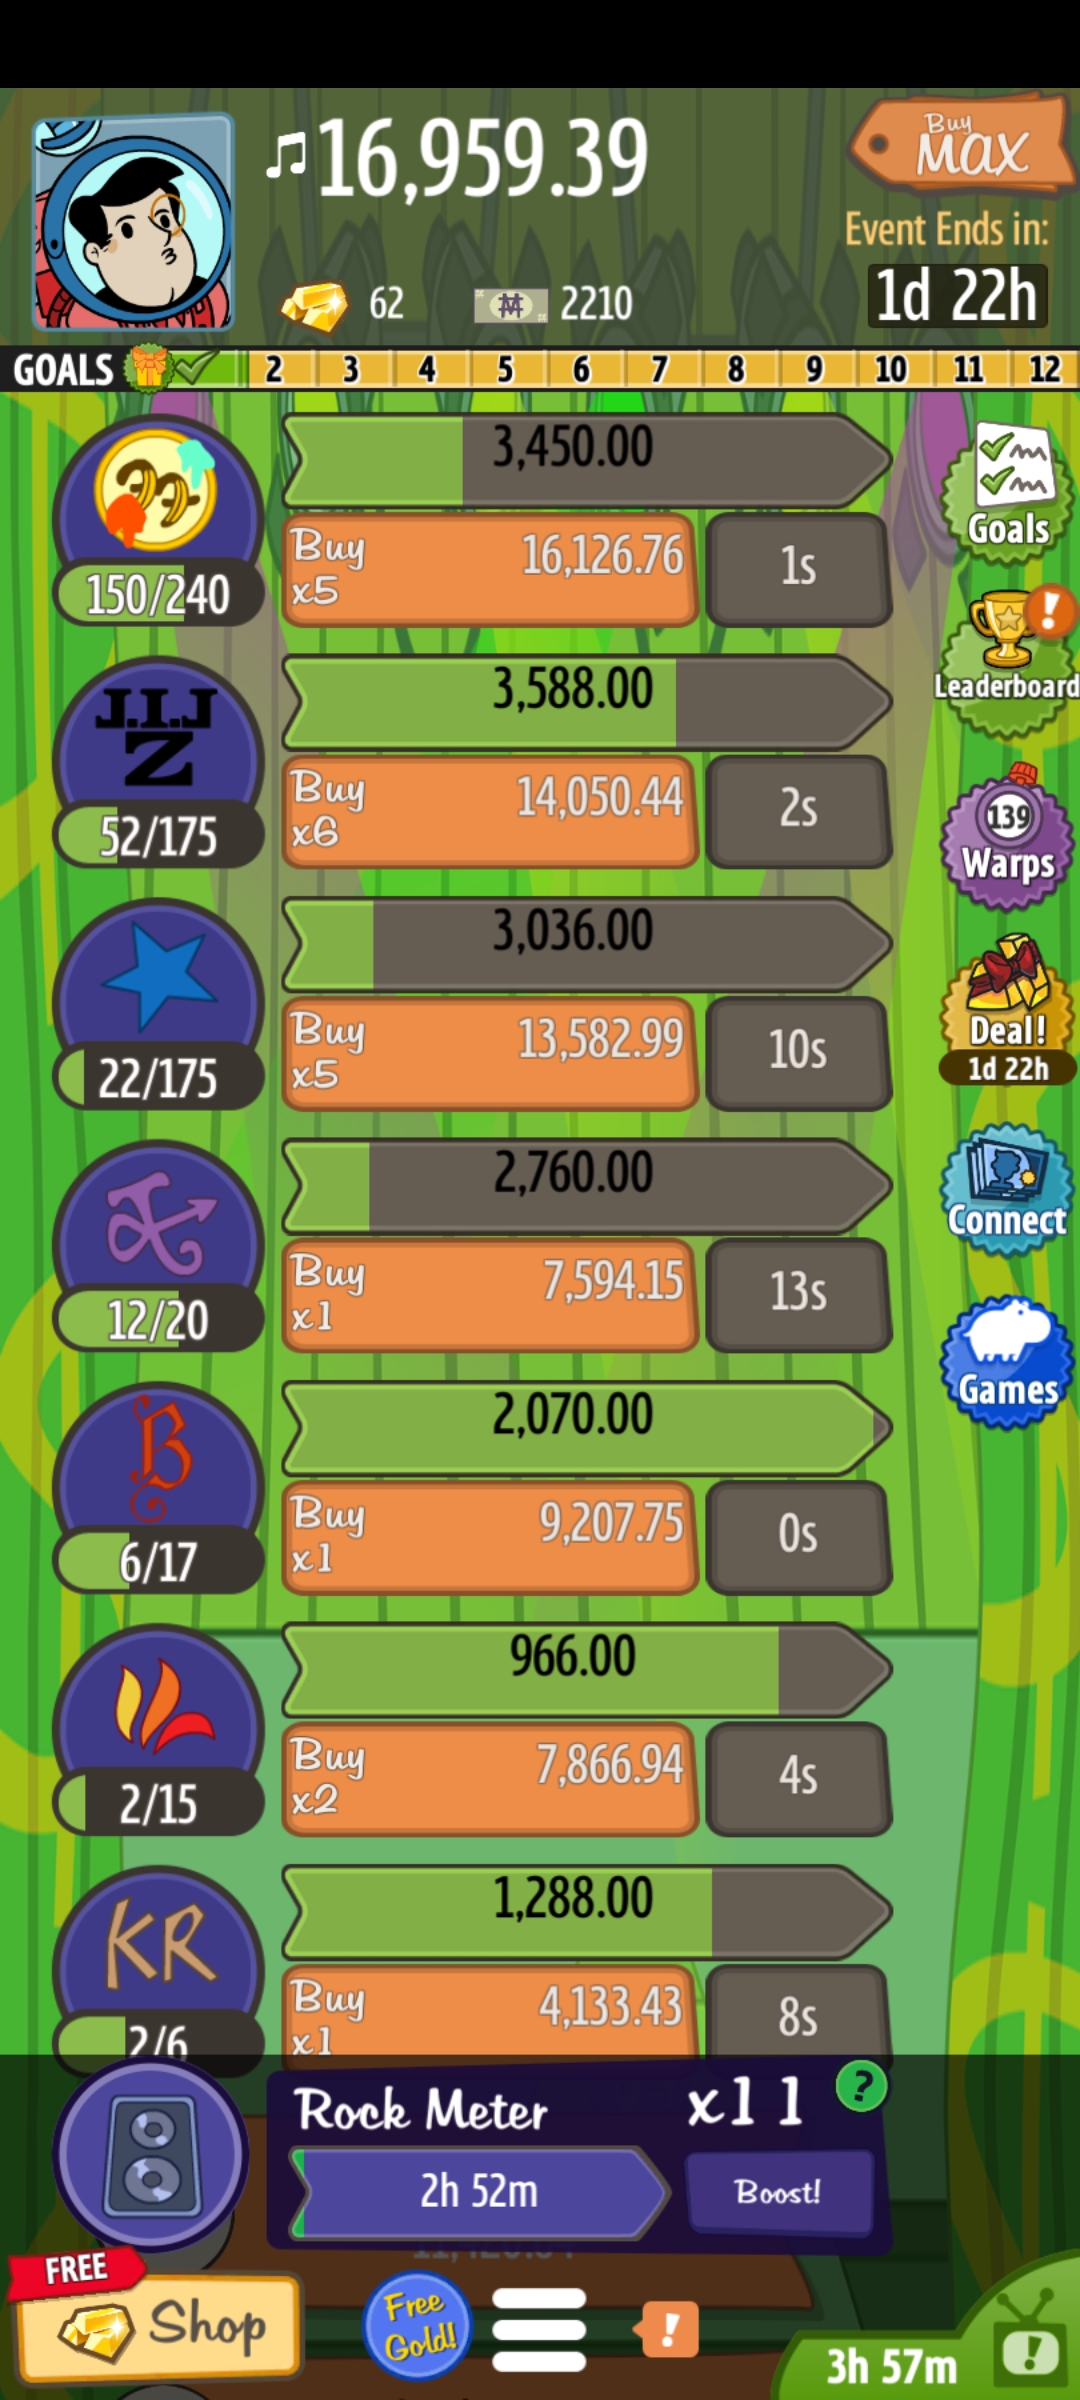 ♫16,959.39
Buy
MAX
Event Ends in:
1d 22h
62
2210
GOALS 2 3 4 5 6 7 8 9 10 11 12
3,450.00
Buy
x5
16,126.76
1s
150/240
Goals
J.I.J
Z
3,588.00
Buy
x6
14,050.44
2s
52/175
Leaderboard
3,036.00
Buy
x5
13,582.99
10s
22/175
139
Warps
Deal!
1d 22h
2,760.00
Buy
x1
7,594.15
13s
12/20
Connect
B
2,070.00
Buy
x1
9,207.75
0s
6/17
Games
966.00
Buy
x2
7,866.94
4s
2/15
KR
1,288.00
Buy
x1
4,133.43
8s
2/6
Rock Meter
x11
?
2h 52m
Boost!
FREE
Shop
Free
Gold!
!
3h 57m
!